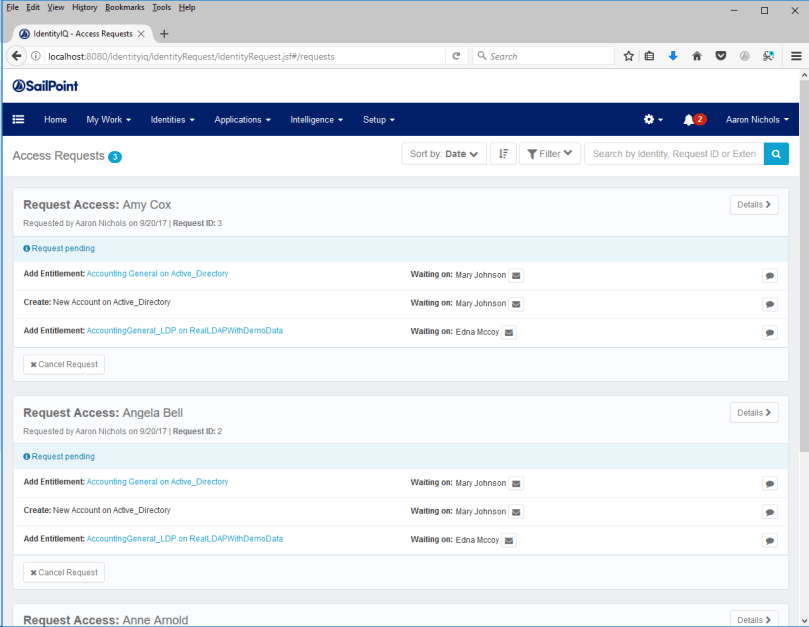 File Edit View History Bookmarks Tools Help
IdentityIQ - Access Requests
localhost:8080/identityiq/identityRequest/identityRequest.jsf#/requests
Search
SailPoint
Home My Work Identities Applications Intelligence Setup 2 Aaron Nichols
Access Requests 3 Sort by: Date Filter Search by Identity, Request ID or Extern
Request Access: Amy Cox Details
Requested by Aaron Nichols on 9/20/17 | Request ID: 3
Request pending
Add Entitlement: Accounting General on Active_Directory Waiting on: Mary Johnson
Create: New Account on Active_Directory Waiting on: Mary Johnson
Add Entitlement: AccountingGeneral_LDP on RealLDAPWithDemoData Waiting on: Edna Mccoy
Cancel Request
Request Access: Angela Bell Details
Requested by Aaron Nichols on 9/20/17 | Request ID: 2
Request pending
Add Entitlement: Accounting General on Active_Directory Waiting on: Mary Johnson
Create: New Account on Active_Directory Waiting on: Mary Johnson
Add Entitlement: AccountingGeneral_LDP on RealLDAPWithDemoData Waiting on: Edna Mccoy
Cancel Request
Request Access: Anne Arnold Details